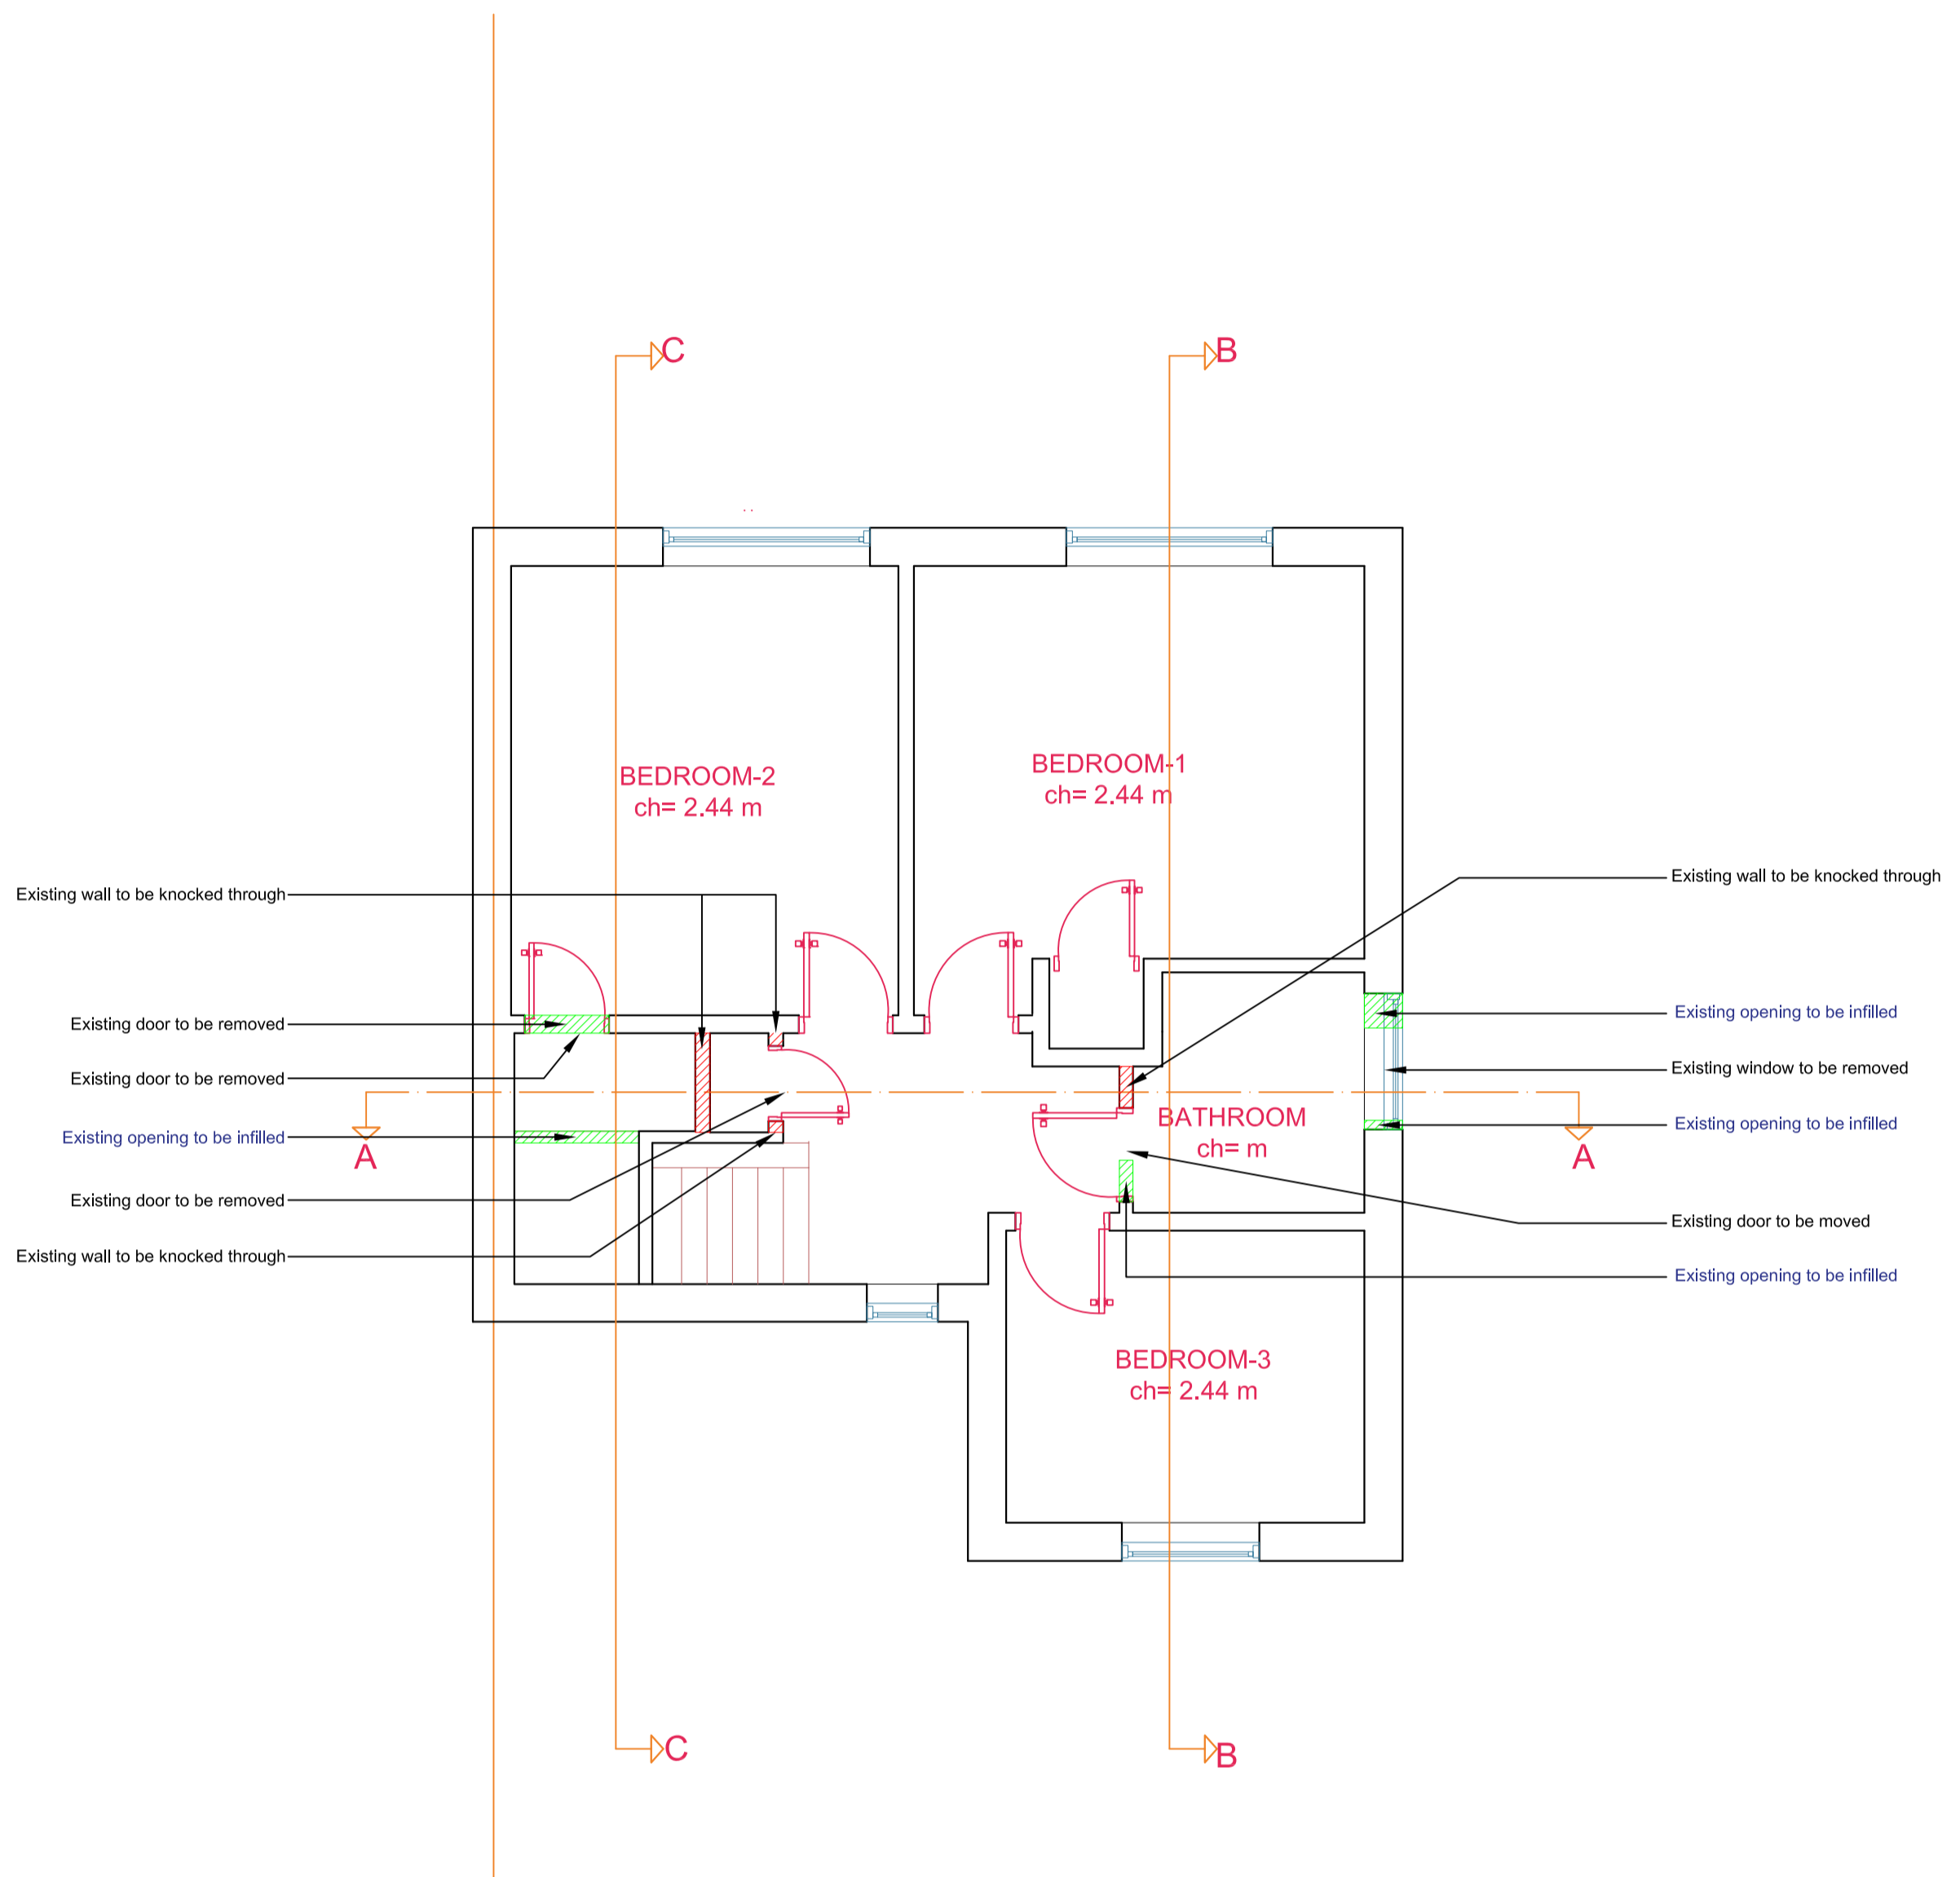 C
B
BEDROOM-2
ch= 2.44 m
BEDROOM-1
ch= 2.44 m
Existing wall to be knocked through
Existing wall to be knocked through
Existing door to be removed
Existing opening to be infilled
Existing door to be removed
Existing window to be removed
Existing opening to be infilled
Existing opening to be infilled
A
BATHROOM
ch= m
A
Existing door to be removed
Existing door to be moved
Existing wall to be knocked through
Existing opening to be infilled
BEDROOM-3
ch= 2.44 m
C
B